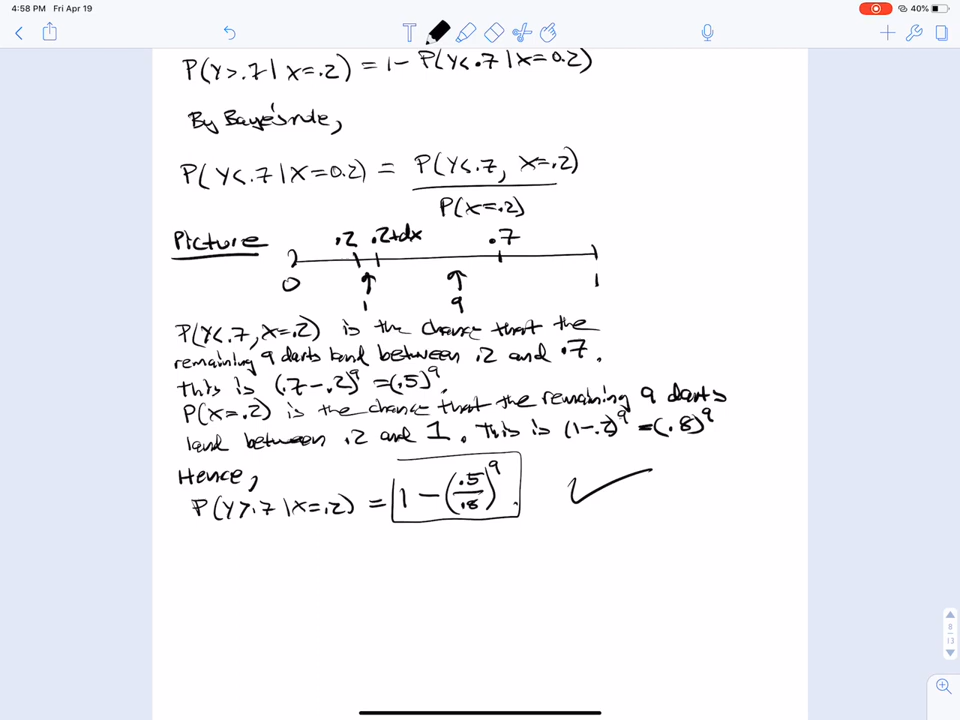 4:58 PM Fri Apr 19
40%
P(Y>.7 | X=.2) = 1- P(Y<.7 | X=0.2)
By Baye's rule,
P(Y<.7 | X=0.2) = P(Y<.7, X=.2)
P(X=.2)
Picture
.2 .2+dx .7
0 1
1 9
P(Y<.7, X=.2) is the chance that the
remaining 9 darts land between .2 and .7.
This is (.7-.2)^9 = (.5)^9.
P(X=.2) is the chance that the remaining 9 darts
land between .2 and 1. This is (1-.2)^9 = (.8)^9
Hence,
P(Y>.7 | X=.2) = 1 - (.5/.8)^9.
8
13